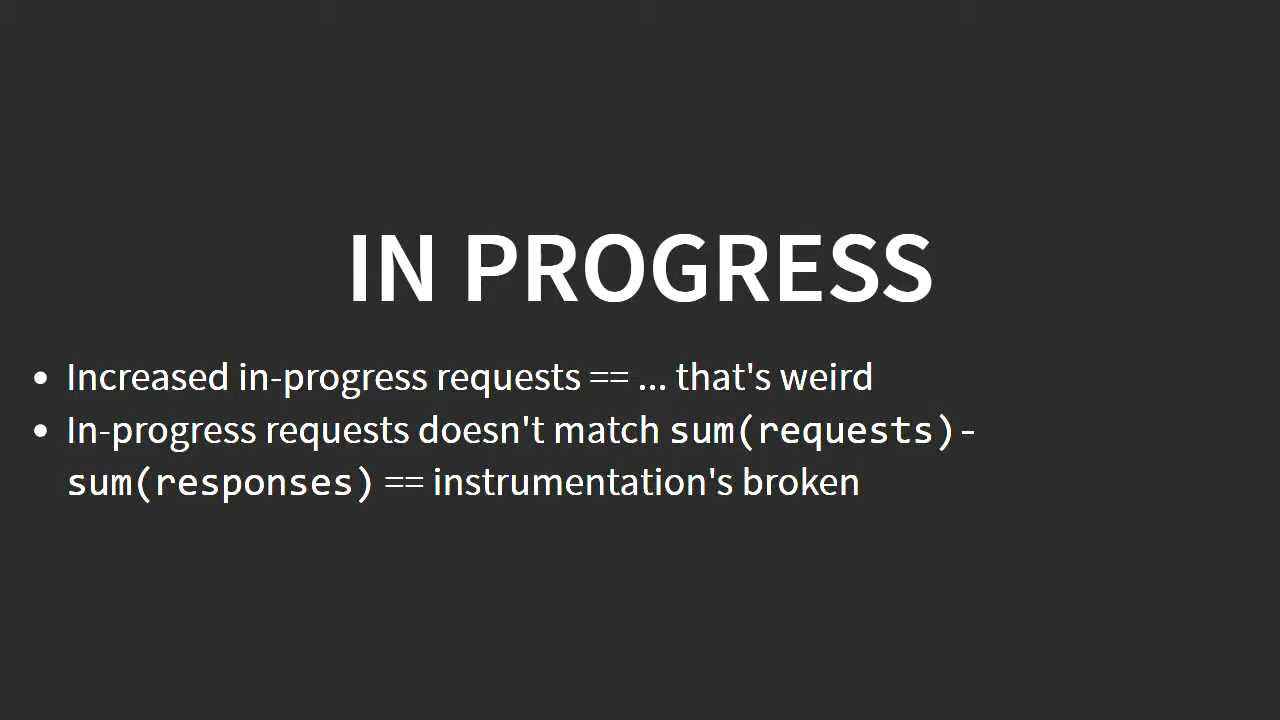 IN PROGRESS
• Increased in-progress requests == ... that's weird
• In-progress requests doesn't match sum(requests)-
sum(responses) == instrumentation's broken